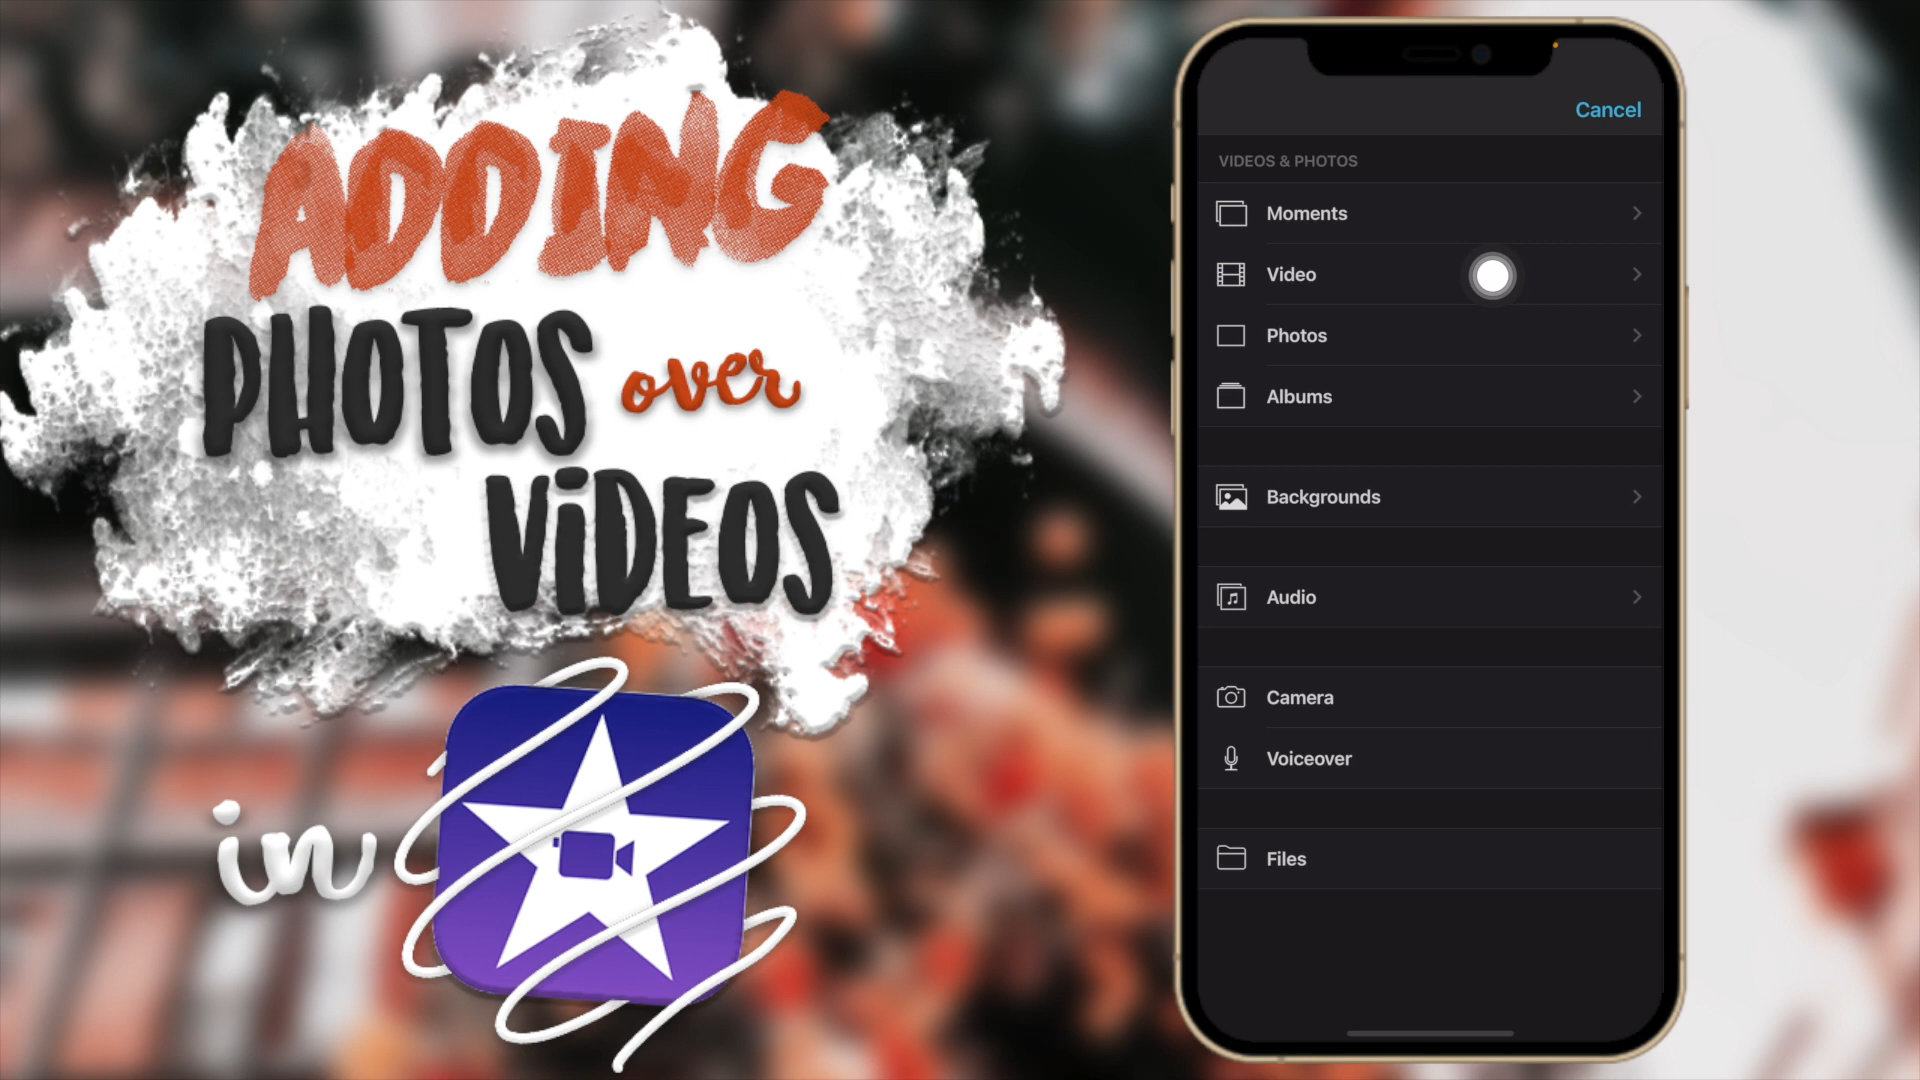 ADDING
PHOTOS over
ViDEOS
in
Cancel
VIDEOS & PHOTOS
Moments
Video
Photos
Albums
Backgrounds
Audio
Camera
Voiceover
Files